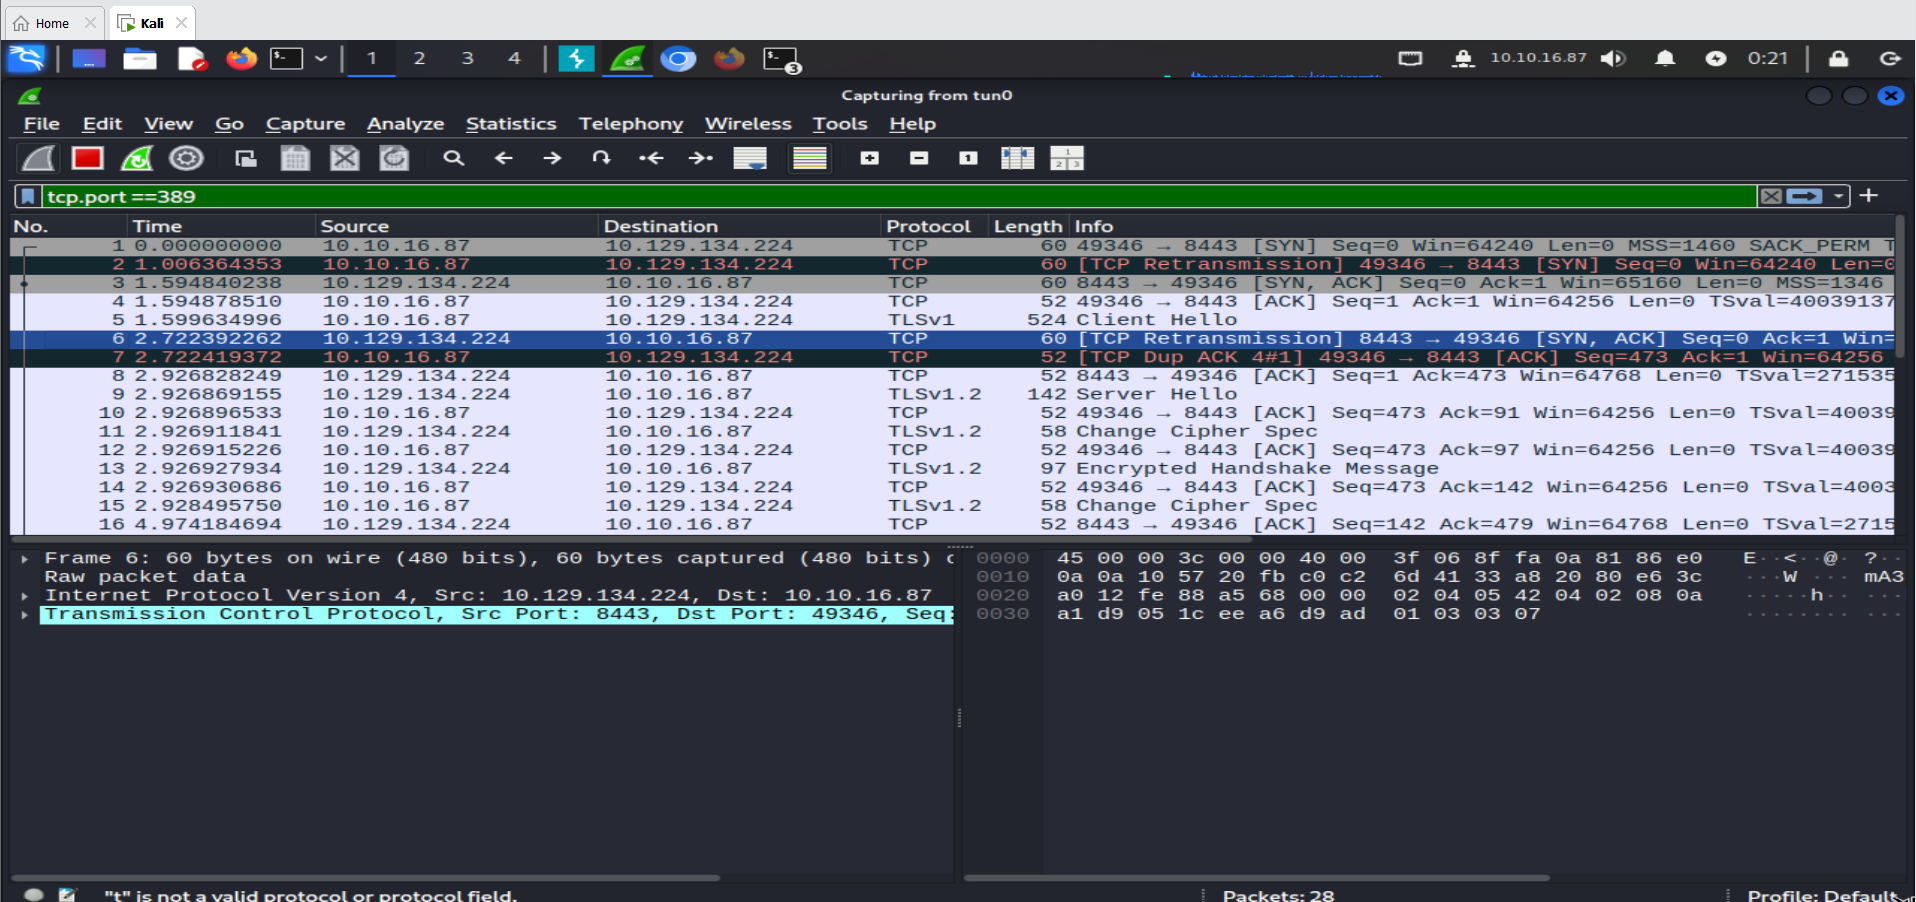 Home Kali
1 2 3 4 3 10.10.16.87 0:21
Capturing from tun0
File Edit View Go Capture Analyze Statistics Telephony Wireless Tools Help
tcp.port ==389
No. Time Source Destination Protocol Length Info
1 0.000000000 10.10.16.87 10.129.134.224 TCP 60 49346 → 8443 [SYN] Seq=0 Win=64240 Len=0 MSS=1460 SACK_PERM T
2 1.006364353 10.10.16.87 10.129.134.224 TCP 60 [TCP Retransmission] 49346 → 8443 [SYN] Seq=0 Win=64240 Len=0
3 1.594840238 10.129.134.224 10.10.16.87 TCP 60 8443 → 49346 [SYN, ACK] Seq=0 Ack=1 Win=65160 Len=0 MSS=1346
4 1.594878510 10.10.16.87 10.129.134.224 TCP 52 49346 → 8443 [ACK] Seq=1 Ack=1 Win=64256 Len=0 TSval=40039137
5 1.599634996 10.10.16.87 10.129.134.224 TLSv1 524 Client Hello
6 2.722392262 10.129.134.224 10.10.16.87 TCP 60 [TCP Retransmission] 8443 → 49346 [SYN, ACK] Seq=0 Ack=1 Win=
7 2.722419372 10.10.16.87 10.129.134.224 TCP 52 [TCP Dup ACK 4#1] 49346 → 8443 [ACK] Seq=473 Ack=1 Win=64256
8 2.926828249 10.129.134.224 10.10.16.87 TCP 52 8443 → 49346 [ACK] Seq=1 Ack=473 Win=64768 Len=0 TSval=271535
9 2.926869155 10.129.134.224 10.10.16.87 TLSv1.2 142 Server Hello
10 2.926896533 10.10.16.87 10.129.134.224 TCP 52 49346 → 8443 [ACK] Seq=473 Ack=91 Win=64256 Len=0 TSval=40039
11 2.926911841 10.129.134.224 10.10.16.87 TLSv1.2 58 Change Cipher Spec
12 2.926915226 10.10.16.87 10.129.134.224 TCP 52 49346 → 8443 [ACK] Seq=473 Ack=97 Win=64256 Len=0 TSval=40039
13 2.926927934 10.129.134.224 10.10.16.87 TLSv1.2 97 Encrypted Handshake Message
14 2.926930686 10.10.16.87 10.129.134.224 TCP 52 49346 → 8443 [ACK] Seq=473 Ack=142 Win=64256 Len=0 TSval=4003
15 2.928495750 10.10.16.87 10.129.134.224 TLSv1.2 58 Change Cipher Spec
16 4.974184694 10.129.134.224 10.10.16.87 TCP 52 8443 → 49346 [ACK] Seq=142 Ack=479 Win=64768 Len=0 TSval=2715
Frame 6: 60 bytes on wire (480 bits), 60 bytes captured (480 bits) o
Raw packet data
Internet Protocol Version 4, Src: 10.129.134.224, Dst: 10.10.16.87
Transmission Control Protocol, Src Port: 8443, Dst Port: 49346, Seq:
0000 45 00 00 3c 00 00 40 00 3f 06 8f fa 0a 81 86 e0 E··<··@· ?··
0010 0a 0a 10 57 20 fb c0 c2 6d 41 33 a8 20 80 e6 3c ···W ··· mA3
0020 a0 12 fe 88 a5 68 00 00 02 04 05 42 04 02 08 0a ·····h·· ···
0030 a1 d9 05 1c ee a6 d9 ad 01 03 03 07 ········ ···
"t" is not a valid protocol or protocol field. Packets: 28 Profile: Default